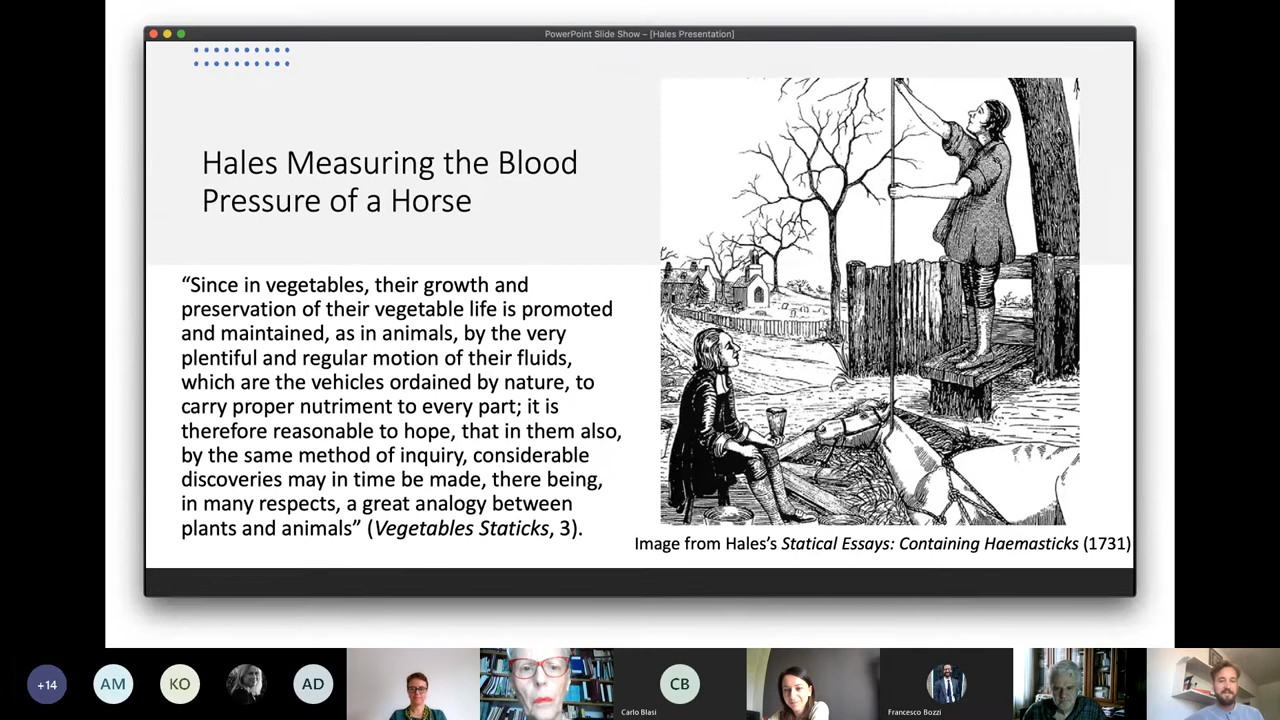 PowerPoint Slide Show – [Hales Presentation]
Hales Measuring the Blood
Pressure of a Horse
“Since in vegetables, their growth and
preservation of their vegetable life is promoted
and maintained, as in animals, by the very
plentiful and regular motion of their fluids,
which are the vehicles ordained by nature, to
carry proper nutriment to every part; it is
therefore reasonable to hope, that in them also,
by the same method of inquiry, considerable
discoveries may in time be made, there being,
in many respects, a great analogy between
plants and animals” (Vegetables Staticks, 3).
Image from Hales’s Statical Essays: Containing Haemasticks (1731)
+14
AM
KO
AD
CB
Carlo Blasi
Francesco Bozzi